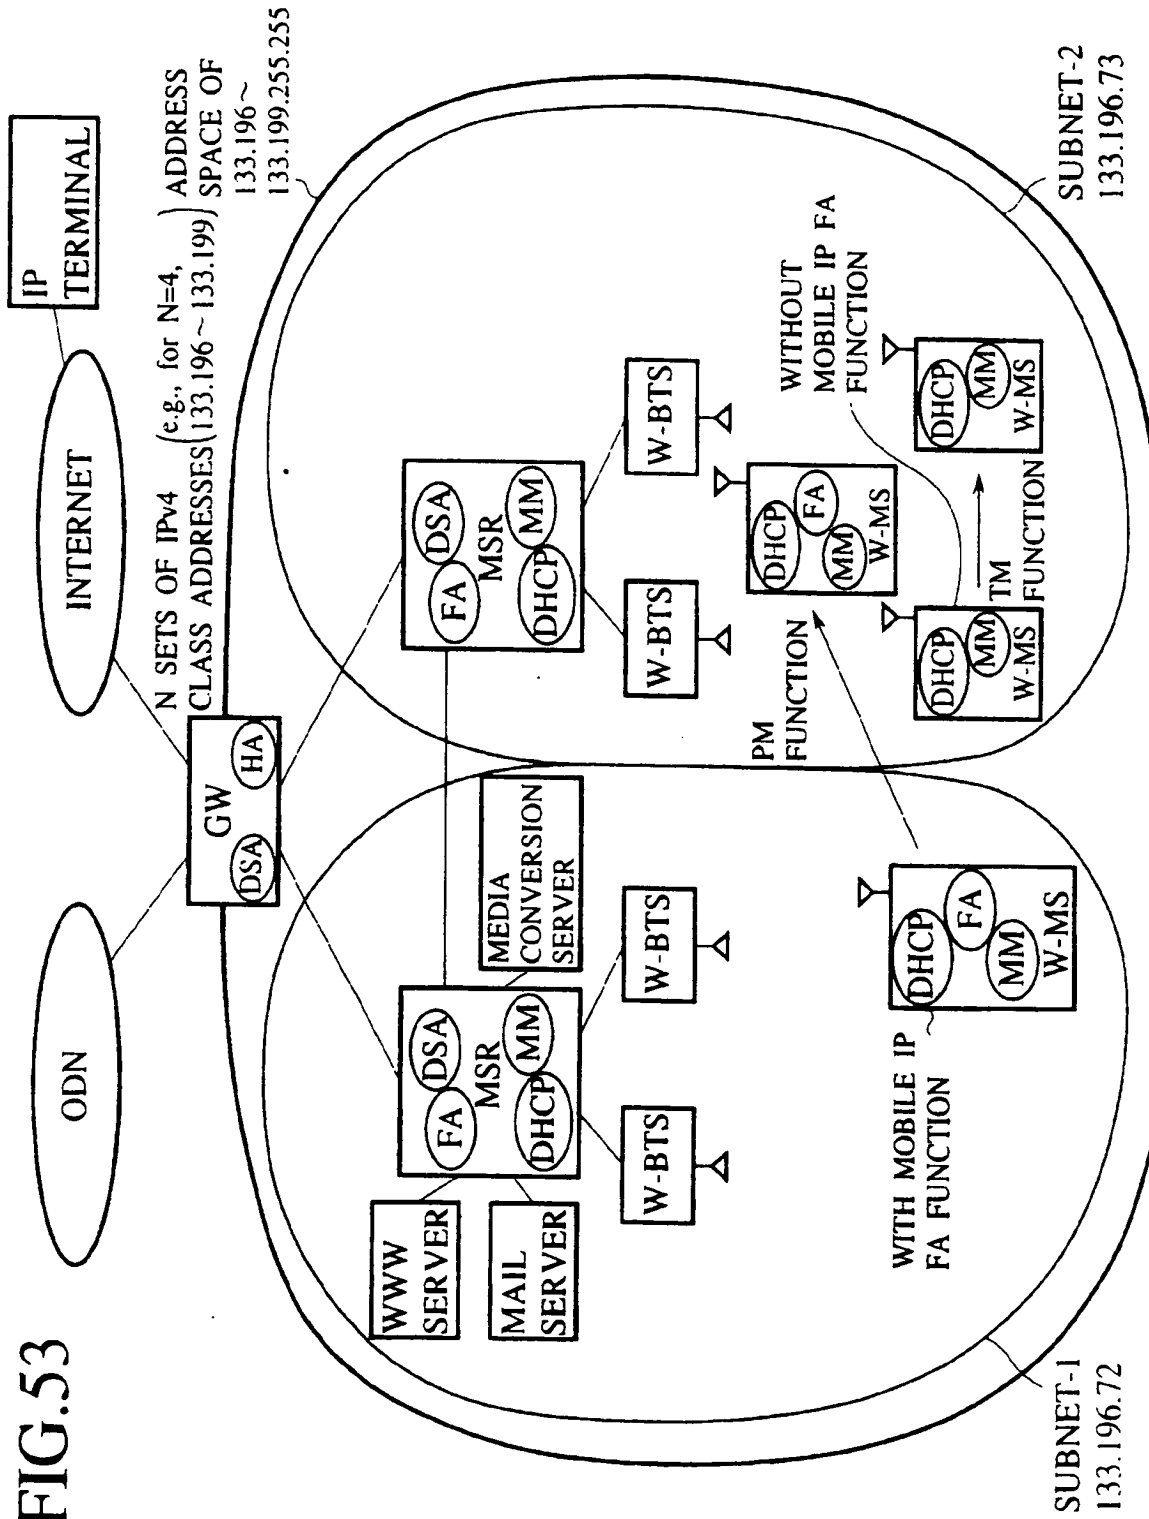 FIG.53
ODN
INTERNET
IP
TERMINAL
GW
DSA
HA
N SETS OF IPv4
CLASS ADDRESSES
(e.g., for N=4,
133.196~133.199)
ADDRESS
SPACE OF
133.196~
133.199.255.255
WWW
SERVER
MAIL
SERVER
FA
DSA
MSR
DHCP
MM
MEDIA
CONVERSION
SERVER
FA
DSA
MSR
DHCP
MM
W-BTS
W-BTS
W-BTS
W-BTS
WITH MOBILE IP
FA FUNCTION
DHCP
FA
MM
W-MS
PM
FUNCTION
DHCP
FA
MM
W-MS
WITHOUT
MOBILE IP FA
FUNCTION
DHCP
MM
W-MS
TM
FUNCTION
DHCP
MM
W-MS
SUBNET-1
133.196.72
SUBNET-2
133.196.73